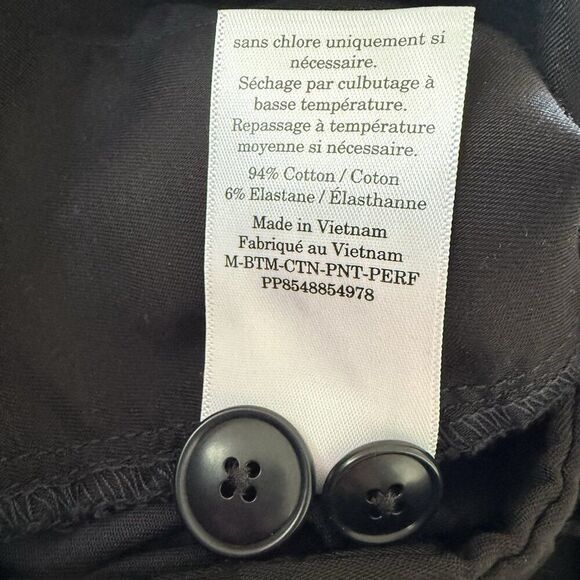 sans chlore uniquement si
nécessaire.
Séchage par culbutage à
basse température.
Repassage à température
moyenne si nécessaire.
94% Cotton / Coton
6% Elastane / Élasthanne
Made in Vietnam
Fabriqué au Vietnam
M-BTM-CTN-PNT-PERF
PP8548854978